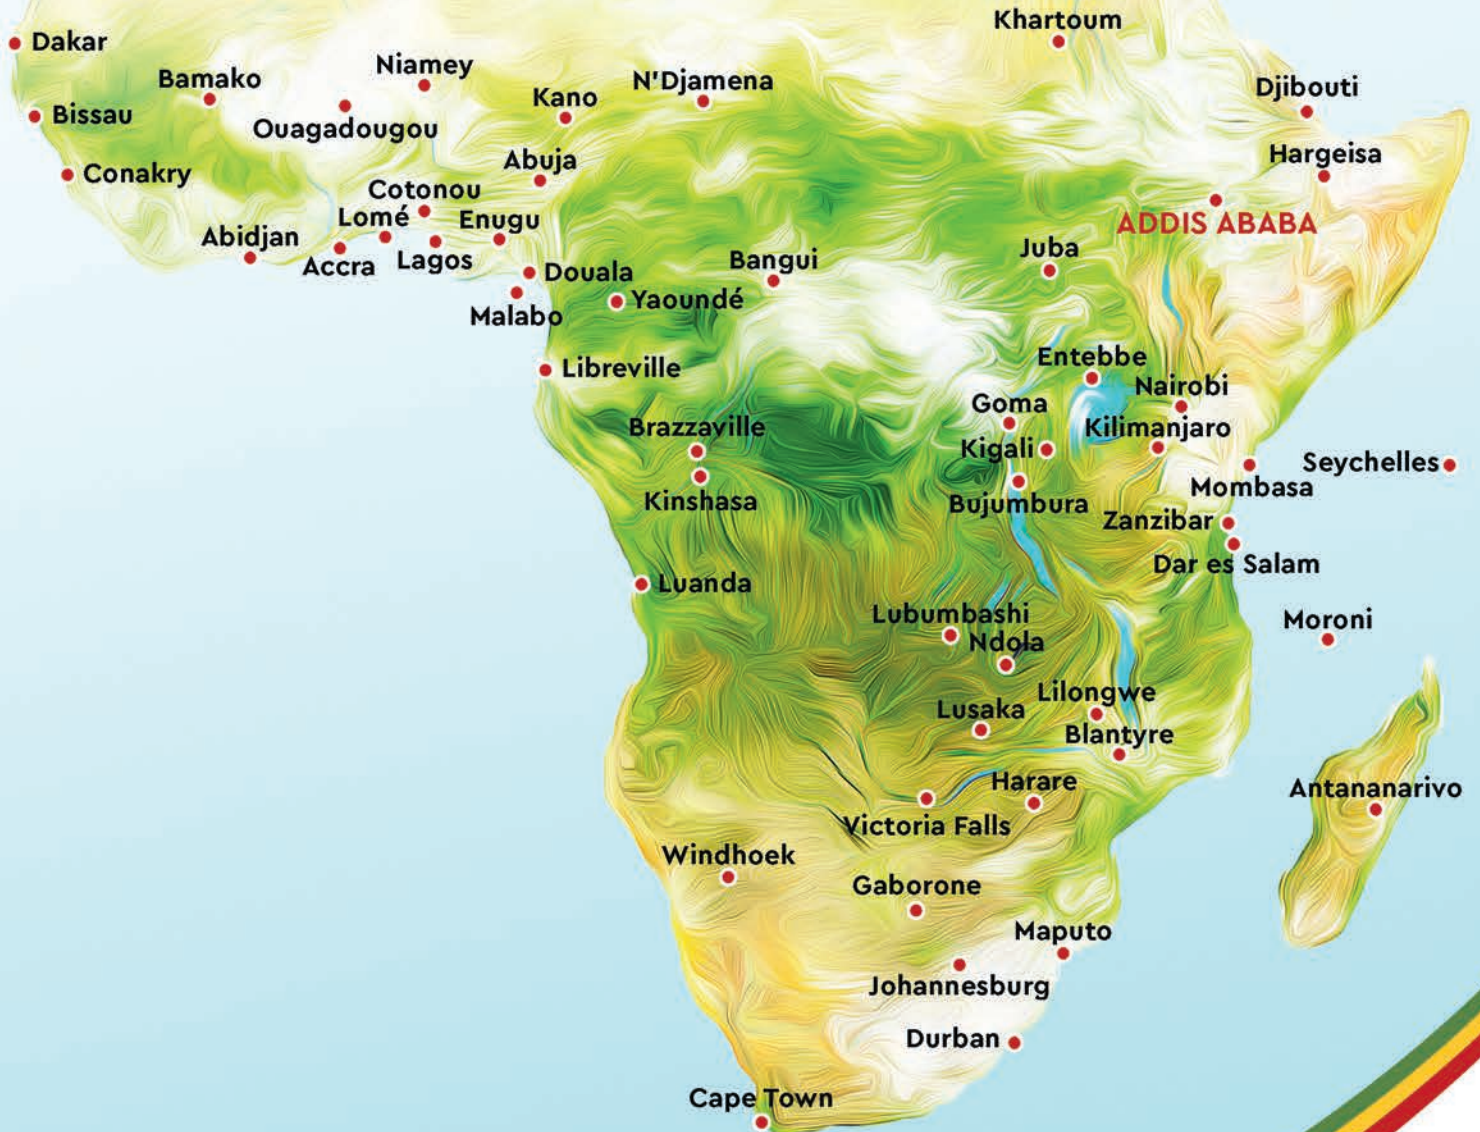 Khartoum
Dakar
Niamey
Bamako
N'Djamena
Djibouti
Kano
Bissau
Ouagadougou
Hargeisa
Abuja
Conakry
Cotonou
Lomé
Enugu
ADDIS ABABA
Abidjan
Juba
Accra
Lagos
Bangui
Douala
Yaoundé
Malabo
Entebbe
Libreville
Nairobi
Goma
Brazzaville
Kilimanjaro
Kigali
Seychelles
Mombasa
Kinshasa
Bujumbura
Zanzibar
Dar es Salam
Luanda
Lubumbashi
Moroni
Ndola
Lilongwe
Lusaka
Blantyre
Harare
Antananarivo
Victoria Falls
Windhoek
Gaborone
Maputo
Johannesburg
Durban
Cape Town